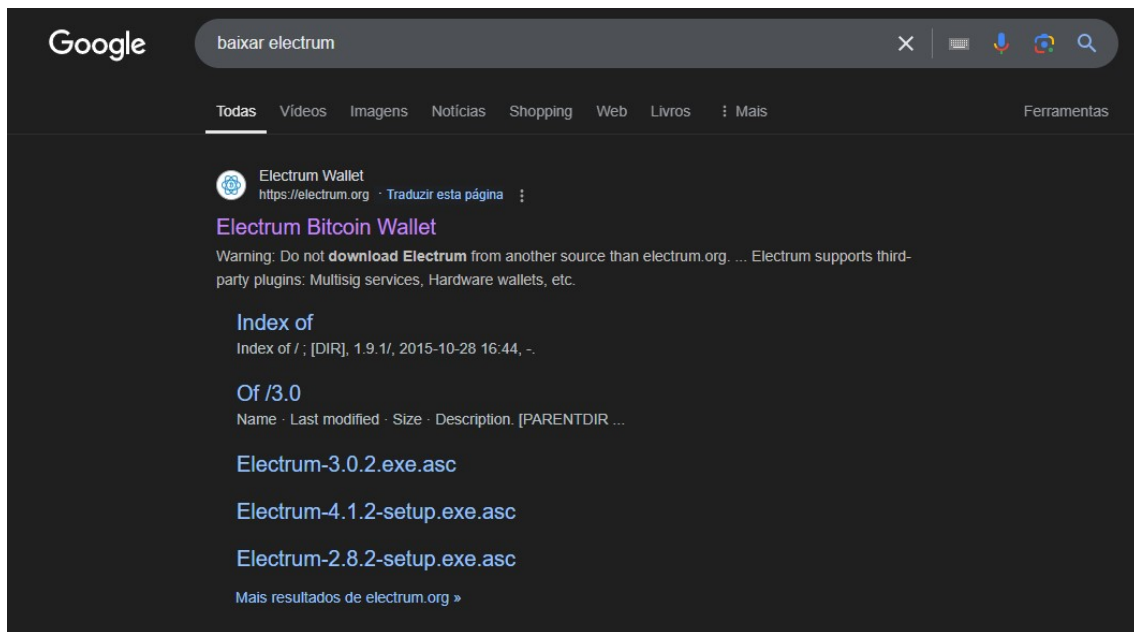 Google
baixar electrum
Todas Vídeos Imagens Notícias Shopping Web Livros Mais Ferramentas
Electrum Wallet
https://electrum.org · Traduzir esta página
Electrum Bitcoin Wallet
Warning: Do not download Electrum from another source than electrum.org. ... Electrum supports third-
party plugins: Multisig services, Hardware wallets, etc.
Index of
Index of / ; [DIR], 1.9.1/, 2015-10-28 16:44, -.
Of /3.0
Name · Last modified · Size · Description. [PARENTDIR ...
Electrum-3.0.2.exe.asc
Electrum-4.1.2-setup.exe.asc
Electrum-2.8.2-setup.exe.asc
Mais resultados de electrum.org »